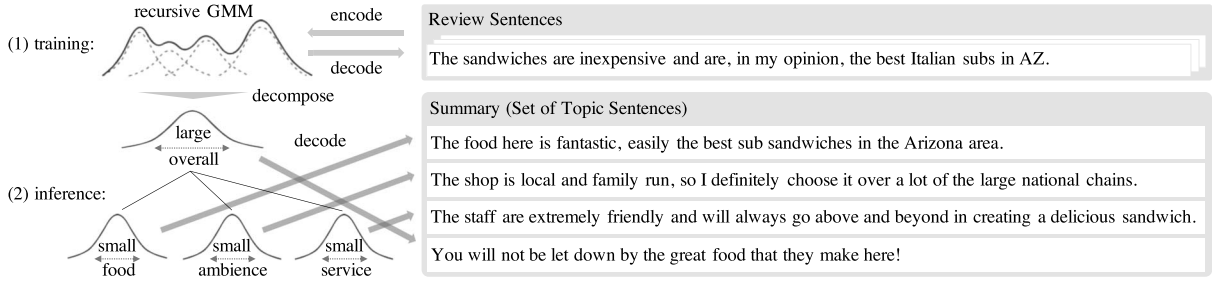 recursive GMM
(1) training:
encode
decode
Review Sentences
The sandwiches are inexpensive and are, in my opinion, the best Italian subs in AZ.
decompose
large
overall
decode
(2) inference:
small
food
small
ambience
small
service
Summary (Set of Topic Sentences)
The food here is fantastic, easily the best sub sandwiches in the Arizona area.
The shop is local and family run, so I definitely choose it over a lot of the large national chains.
The staff are extremely friendly and will always go above and beyond in creating a delicious sandwich.
You will not be let down by the great food that they make here!